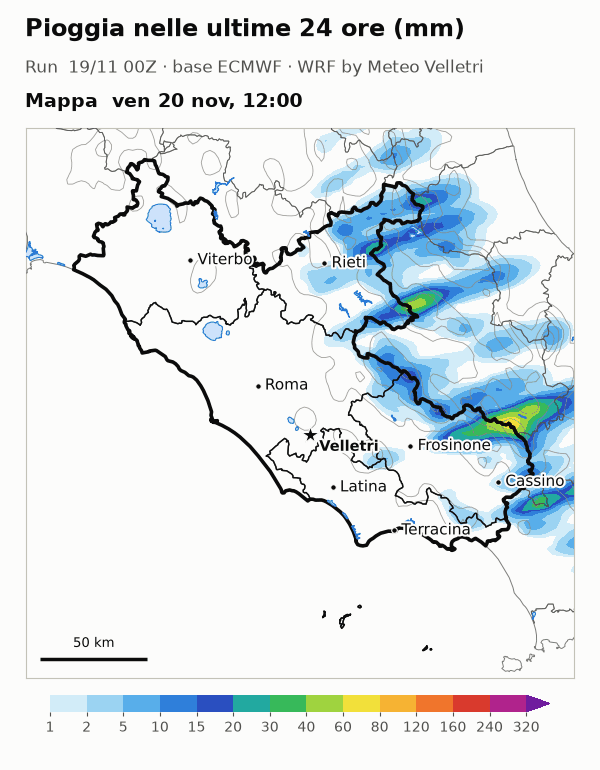 Pioggia nelle ultime 24 ore (mm)
Run  19/11 00Z · base ECMWF · WRF by Meteo Velletri
Mappa  ven 20 nov, 12:00
Viterbo
Rieti
Roma
Velletri
Frosinone
Latina
Cassino
Terracina
50 km
1 2 5 10 15 20 30 40 60 80 120 160 240 320